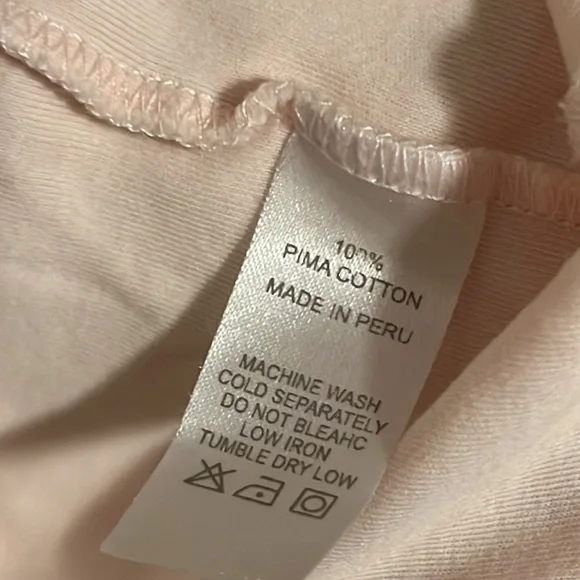 100%
PIMA COTTON
MADE IN PERU
MACHINE WASH
COLD SEPARATELY
DO NOT BLEAHC
LOW IRON
TUMBLE DRY LOW